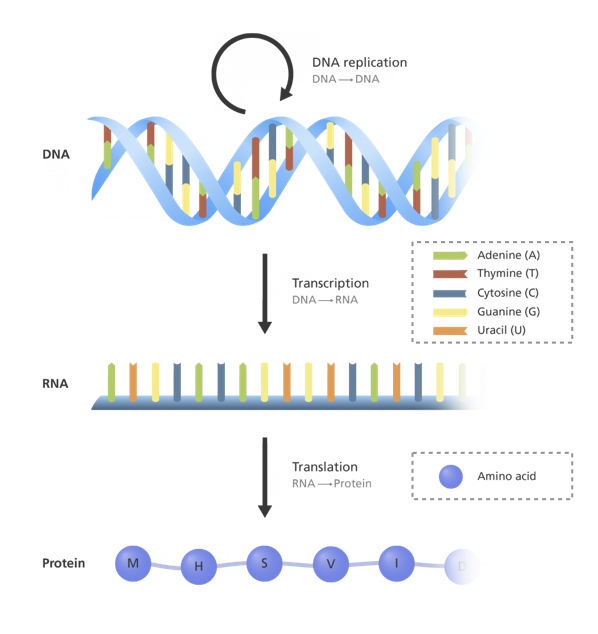 DNA replication
DNA → DNA
DNA
Adenine (A)
Thymine (T)
Cytosine (C)
Guanine (G)
Uracil (U)
Transcription
DNA → RNA
RNA
Translation
RNA → Protein
Amino acid
Protein
M H S V I D